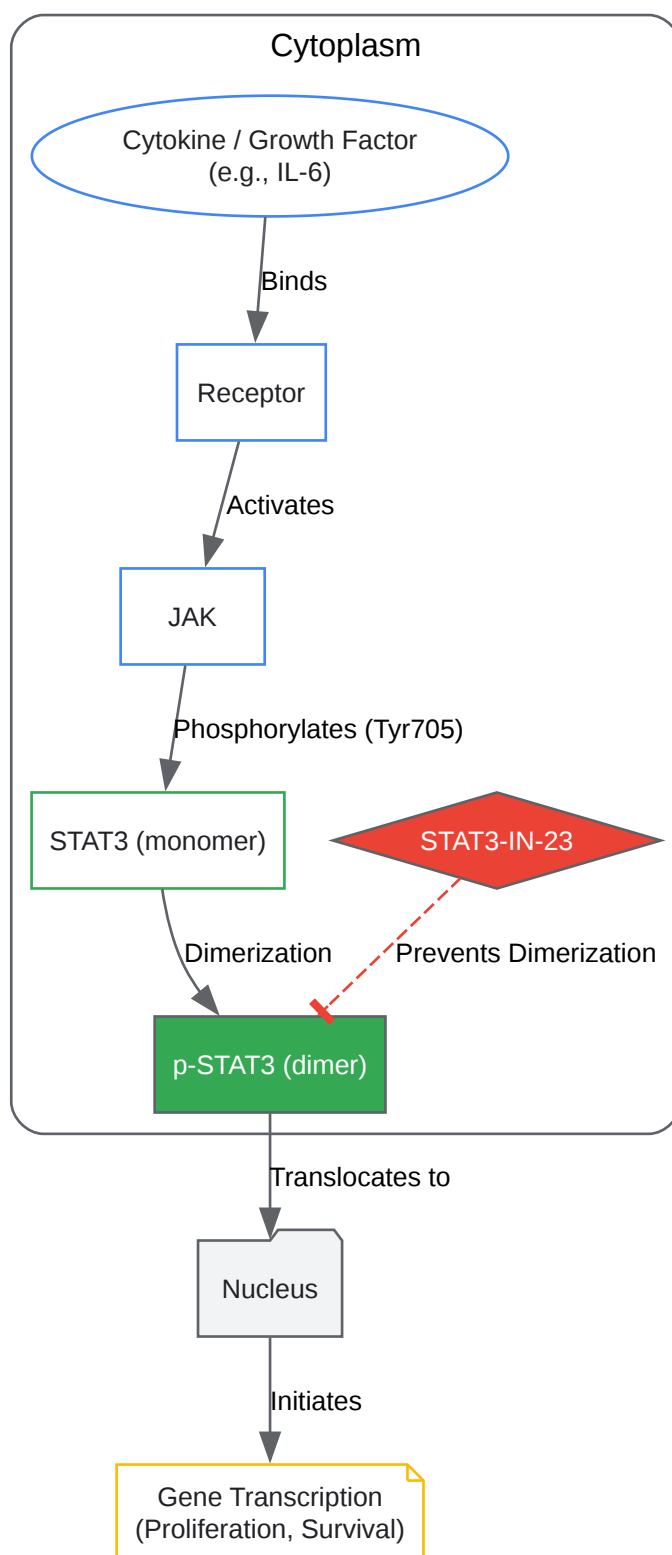 Cytoplasm
Cytokine / Growth Factor
(e.g., IL-6)
Binds
Receptor
Activates
JAK
Phosphorylates (Tyr705)
STAT3 (monomer)
STAT3-IN-23
Dimerization
Prevents Dimerization
p-STAT3 (dimer)
Translocates to
Nucleus
Initiates
Gene Transcription
(Proliferation, Survival)